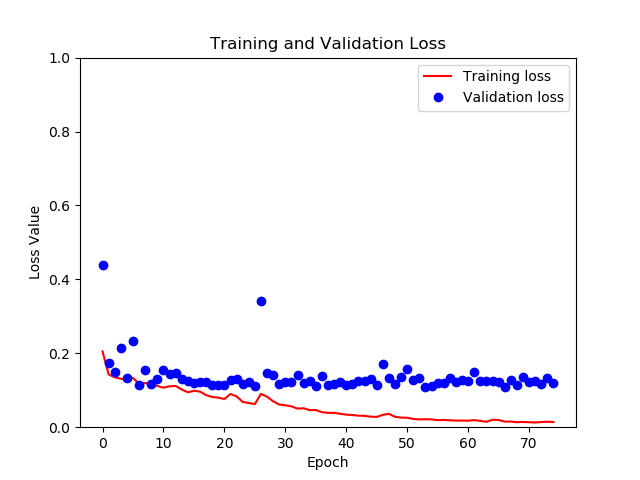 Training and Validation Loss
1.0
0.8
0.6
0.4
0.2
0.0
Loss Value
Training loss
Validation loss
0 10 20 30 40 50 60 70
Epoch